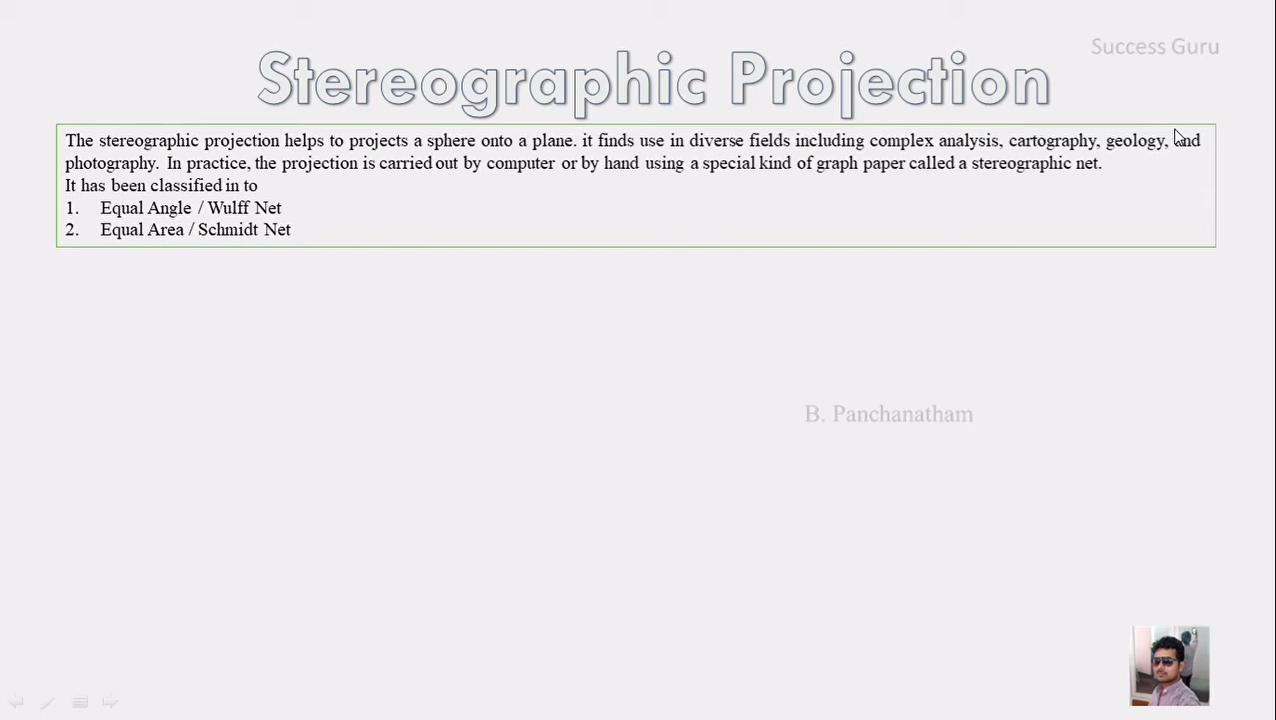 Success Guru
Stereographic Projection
The stereographic projection helps to projects a sphere onto a plane. it finds use in diverse fields including complex analysis, cartography, geology, and
photography. In practice, the projection is carried out by computer or by hand using a special kind of graph paper called a stereographic net.
It has been classified in to
1. Equal Angle / Wulff Net
2. Equal Area / Schmidt Net
B. Panchanatham